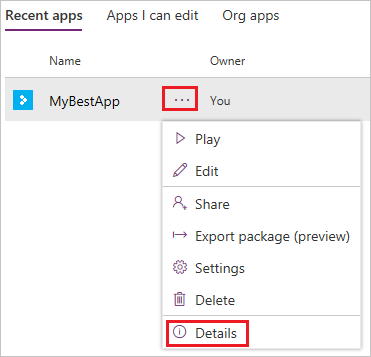 Recent apps Apps I can edit Org apps
Name Owner
MyBestApp ... You
Play
Edit
Share
Export package (preview)
Settings
Delete
Details